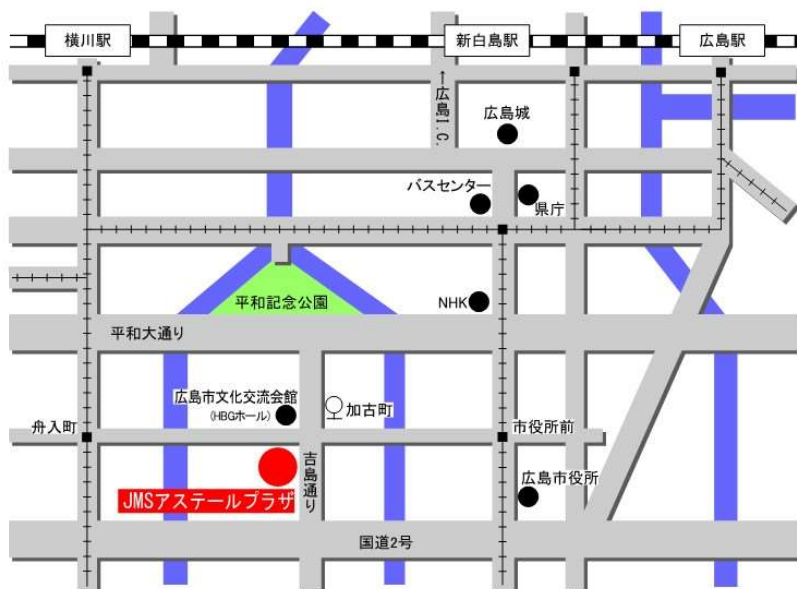 横川駅
新白島駅
広島駅
←広島I.C.
広島城
バスセンター
県庁
平和記念公園
NHK
平和大通り
広島市文化交流会館
(HBGホール)
加古町
舟入町
市役所前
吉島通り
JMSアステールプラザ
広島市役所
国道2号